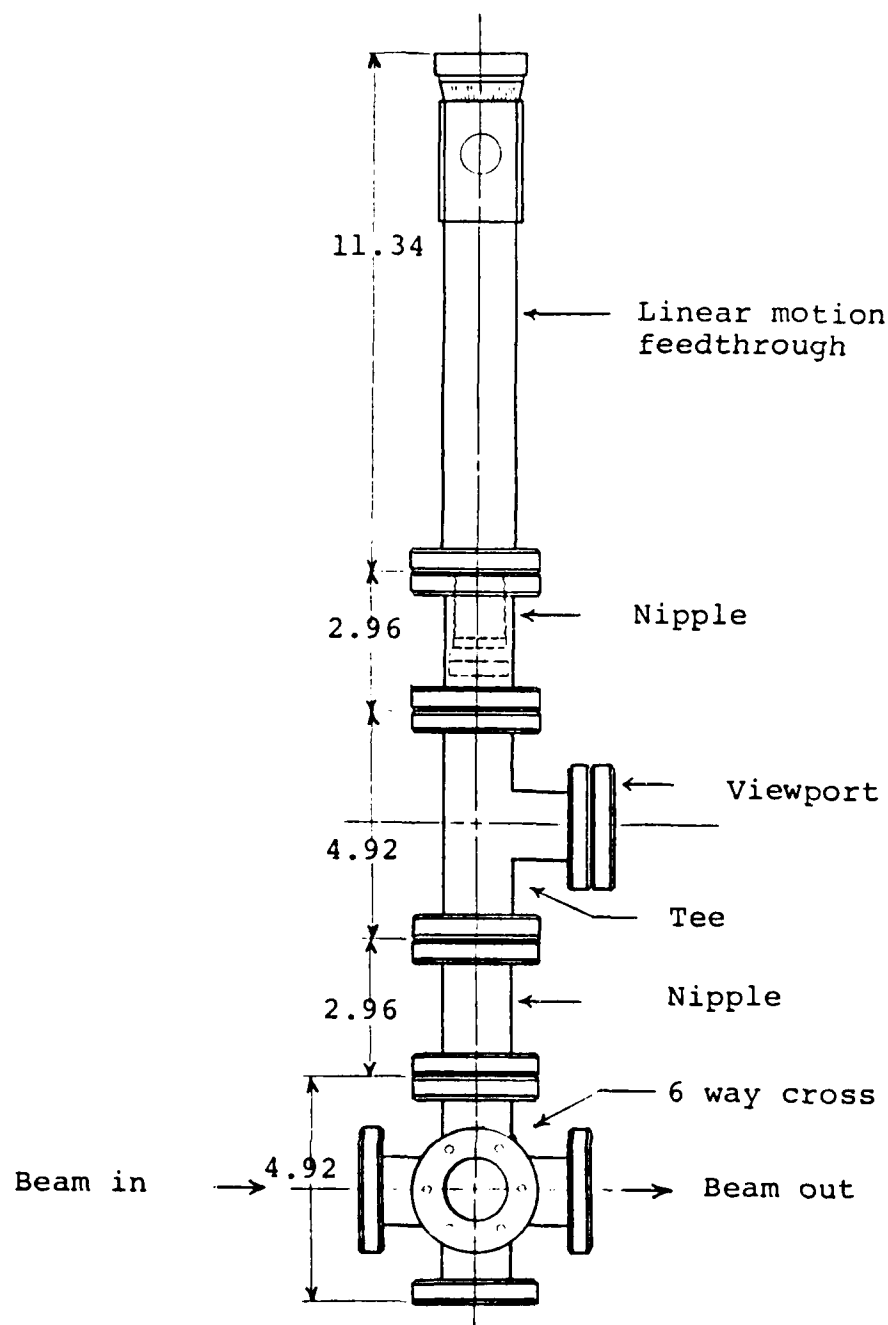 11.34
Linear motion
feedthrough
2.96
Nipple
Viewport
4.92
Tee
2.96
Nipple
6 way cross
4.92
Beam in
Beam out